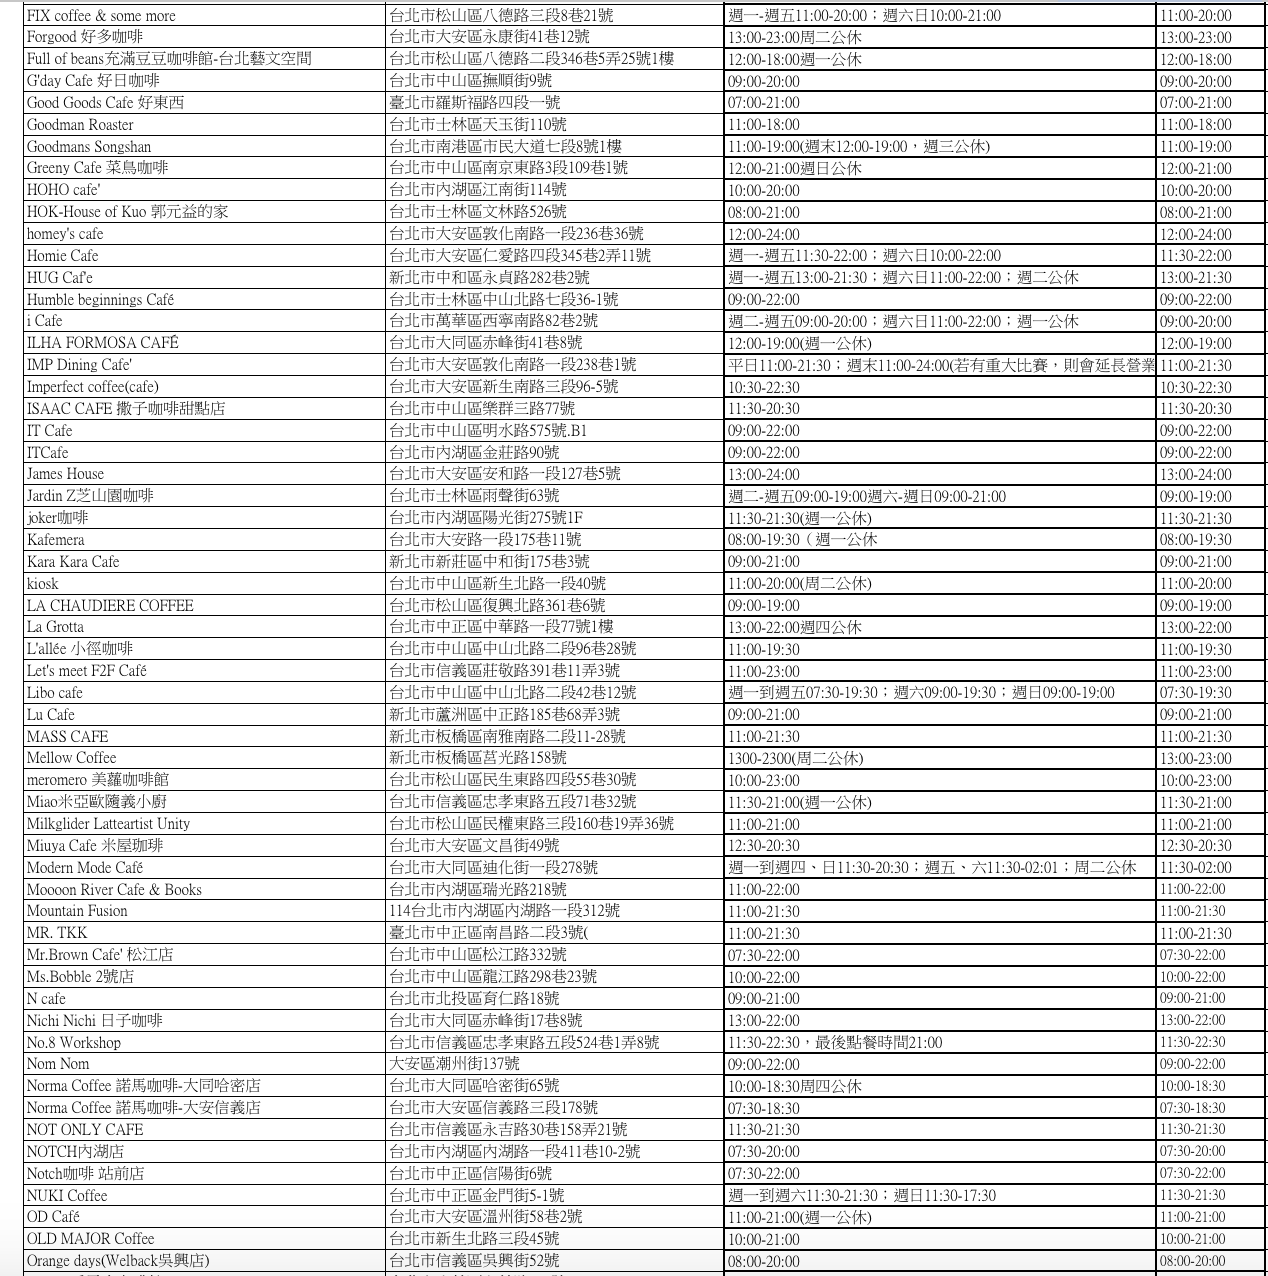 FIX coffee & some more 台北市松山區八德路三段8巷21號 週一-週五11:00-20:00；週六日10:00-21:00 11:00-20:00
Forgood 好多咖啡 台北市大安區永康街41巷12號 13:00-23:00周二公休 13:00-23:00
Full of beans充滿豆豆咖啡館-台北藝文空間 台北市松山區八德路二段346巷5弄25號1樓 12:00-18:00週一公休 12:00-18:00
G'day Cafe 好日咖啡 台北市中山區撫順街9號 09:00-20:00 09:00-20:00
Good Goods Cafe 好東西 臺北市羅斯福路四段一號 07:00-21:00 07:00-21:00
Goodman Roaster 台北市士林區天玉街110號 11:00-18:00 11:00-18:00
Goodmans Songshan 台北市南港區市民大道七段8號1樓 11:00-19:00(週末12:00-19:00，週三公休) 11:00-19:00
Greeny Cafe 菜鳥咖啡 台北市中山區南京東路3段109巷1號 12:00-21:00週日公休 12:00-21:00
HOHO cafe' 台北市內湖區江南街114號 10:00-20:00 10:00-20:00
HOK-House of Kuo 郭元益的家 台北市士林區文林路526號 08:00-21:00 08:00-21:00
homey's cafe 台北市大安區敦化南路一段236巷36號 12:00-24:00 12:00-24:00
Homie Cafe 台北市大安區仁愛路四段345巷2弄11號 週一-週五11:30-22:00；週六日10:00-22:00 11:30-22:00
HUG Caf'e 新北市中和區永貞路282巷2號 週一-週五13:00-21:30；週六日11:00-22:00；週二公休 13:00-21:30
Humble beginnings Café 台北市士林區中山北路七段36-1號 09:00-22:00 09:00-22:00
i Cafe 台北市萬華區西寧南路82巷2號 週二-週五09:00-20:00；週六日11:00-22:00；週一公休 09:00-20:00
ILHA FORMOSA CAFÉ 台北市大同區赤峰街41巷8號 12:00-19:00(週一公休) 12:00-19:00
IMP Dining Cafe' 台北市大安區敦化南路一段238巷1號 平日11:00-21:30；週末11:00-24:00(若有重大比賽，則會延長營業 11:00-21:30
Imperfect coffee(cafe) 台北市大安區新生南路三段96-5號 10:30-22:30 10:30-22:30
ISAAC CAFE 撒子咖啡甜點店 台北市中山區樂群三路77號 11:30-20:30 11:30-20:30
IT Cafe 台北市中山區明水路575號.B1 09:00-22:00 09:00-22:00
ITCafe 台北市內湖區金莊路90號 09:00-22:00 09:00-22:00
James House 台北市大安區安和路一段127巷5號 13:00-24:00 13:00-24:00
Jardin Z芝山園咖啡 台北市士林區雨聲街63號 週二-週五09:00-19:00週六-週日09:00-21:00 09:00-19:00
joker咖啡 台北市內湖區陽光街275號1F 11:30-21:30(週一公休) 11:30-21:30
Kafemera 台北市大安路一段175巷11號 08:00-19:30（週一公休 08:00-19:30
Kara Kara Cafe 新北市新莊區中和街175巷3號 09:00-21:00 09:00-21:00
kiosk 台北市中山區新生北路一段40號 11:00-20:00(周二公休) 11:00-20:00
LA CHAUDIERE COFFEE 台北市松山區復興北路361巷6號 09:00-19:00 09:00-19:00
La Grotta 台北市中正區中華路一段77號1樓 13:00-22:00週四公休 13:00-22:00
L'allée 小徑咖啡 台北市中山區中山北路二段96巷28號 11:00-19:30 11:00-19:30
Let's meet F2F Café 台北市信義區莊敬路391巷11弄3號 11:00-23:00 11:00-23:00
Libo cafe 台北市中山區中山北路二段42巷12號 週一到週五07:30-19:30；週六09:00-19:30；週日09:00-19:00 07:30-19:30
Lu Cafe 新北市蘆洲區中正路185巷68弄3號 09:00-21:00 09:00-21:00
MASS CAFE 新北市板橋區南雅南路二段11-28號 11:00-21:30 11:00-21:30
Mellow Coffee 新北市板橋區莒光路158號 1300-2300(周二公休) 13:00-23:00
meromero 美蘿咖啡館 台北市松山區民生東路四段55巷30號 10:00-23:00 10:00-23:00
Miao米亞歐隨義小廚 台北市信義區忠孝東路五段71巷32號 11:30-21:00(週一公休) 11:30-21:00
Milkglider Latteartist Unity 台北市松山區民權東路三段160巷19弄36號 11:00-21:00 11:00-21:00
Miuya Cafe 米屋珈琲 台北市大安區文昌街49號 12:30-20:30 12:30-20:30
Modern Mode Café 台北市大同區迪化街一段278號 週一到週四、日11:30-20:30；週五、六11:30-02:01；周二公休 11:30-02:00
Moooon River Cafe & Books 台北市內湖區瑞光路218號 11:00-22:00 11:00-22:00
Mountain Fusion 114台北市內湖區內湖路一段312號 11:00-21:30 11:00-21:30
MR. TKK 臺北市中正區南昌路二段3號( 11:00-21:30 11:00-21:30
Mr.Brown Cafe' 松江店 台北市中山區松江路332號 07:30-22:00 07:30-22:00
Ms.Bobble 2號店 台北市中山區龍江路298巷23號 10:00-22:00 10:00-22:00
N cafe 台北市北投區育仁路18號 09:00-21:00 09:00-21:00
Nichi Nichi 日子咖啡 台北市大同區赤峰街17巷8號 13:00-22:00 13:00-22:00
No.8 Workshop 台北市信義區忠孝東路五段524巷1弄8號 11:30-22:30，最後點餐時間21:00 11:30-22:30
Nom Nom 大安區潮州街137號 09:00-22:00 09:00-22:00
Norma Coffee 諾馬咖啡-大同哈密店 台北市大同區哈密街65號 10:00-18:30周四公休 10:00-18:30
Norma Coffee 諾馬咖啡-大安信義店 台北市大安區信義路三段178號 07:30-18:30 07:30-18:30
NOT ONLY CAFE 台北市信義區永吉路30巷158弄21號 11:30-21:30 11:30-21:30
NOTCH內湖店 台北市內湖區內湖路一段411巷10-2號 07:30-20:00 07:30-20:00
Notch咖啡 站前店 台北市中正區信陽街6號 07:30-22:00 07:30-22:00
NUKI Coffee 台北市中正區金門街5-1號 週一到週六11:30-21:30；週日11:30-17:30 11:30-21:30
OD Café 台北市大安區溫州街58巷2號 11:00-21:00(週一公休) 11:00-21:00
OLD MAJOR Coffee 台北市新生北路三段45號 10:00-21:00 10:00-21:00
Orange days(Welback吳興店) 台北市信義區吳興街52號 08:00-20:00 08:00-20:00